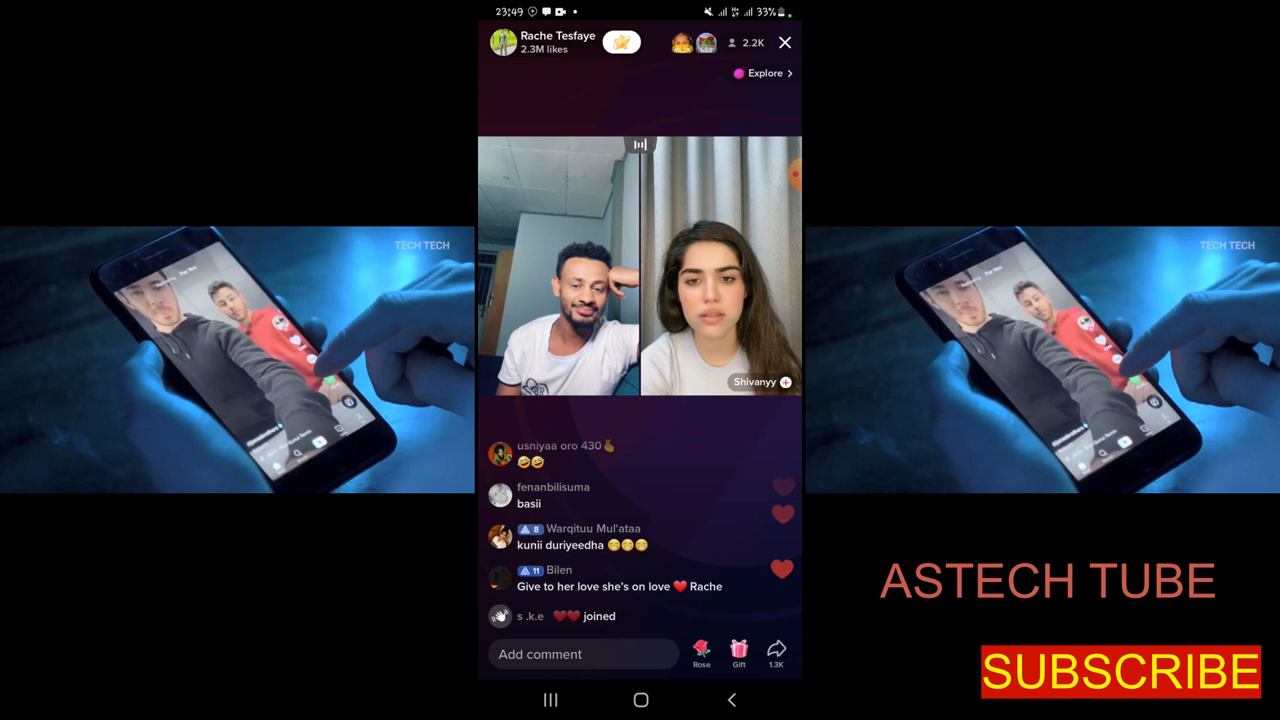 23:49
33%
Rache Tesfaye
2.3M likes
2.2K
Explore
TECH TECH
TECH TECH
Shivanyy
usniyaa oro 430🏅
🤣🤣
fenanbilisuma
basii
8 Warqituu Mul'ataa
kunii duriyeedha 🤭🤭🤭
11 Bilen
Give to her love she's on love ❤️ Rache
s .k.e ❤️❤️ joined
Add comment
Rose
Gift
1.3K
ASTECH TUBE
SUBSCRIBE